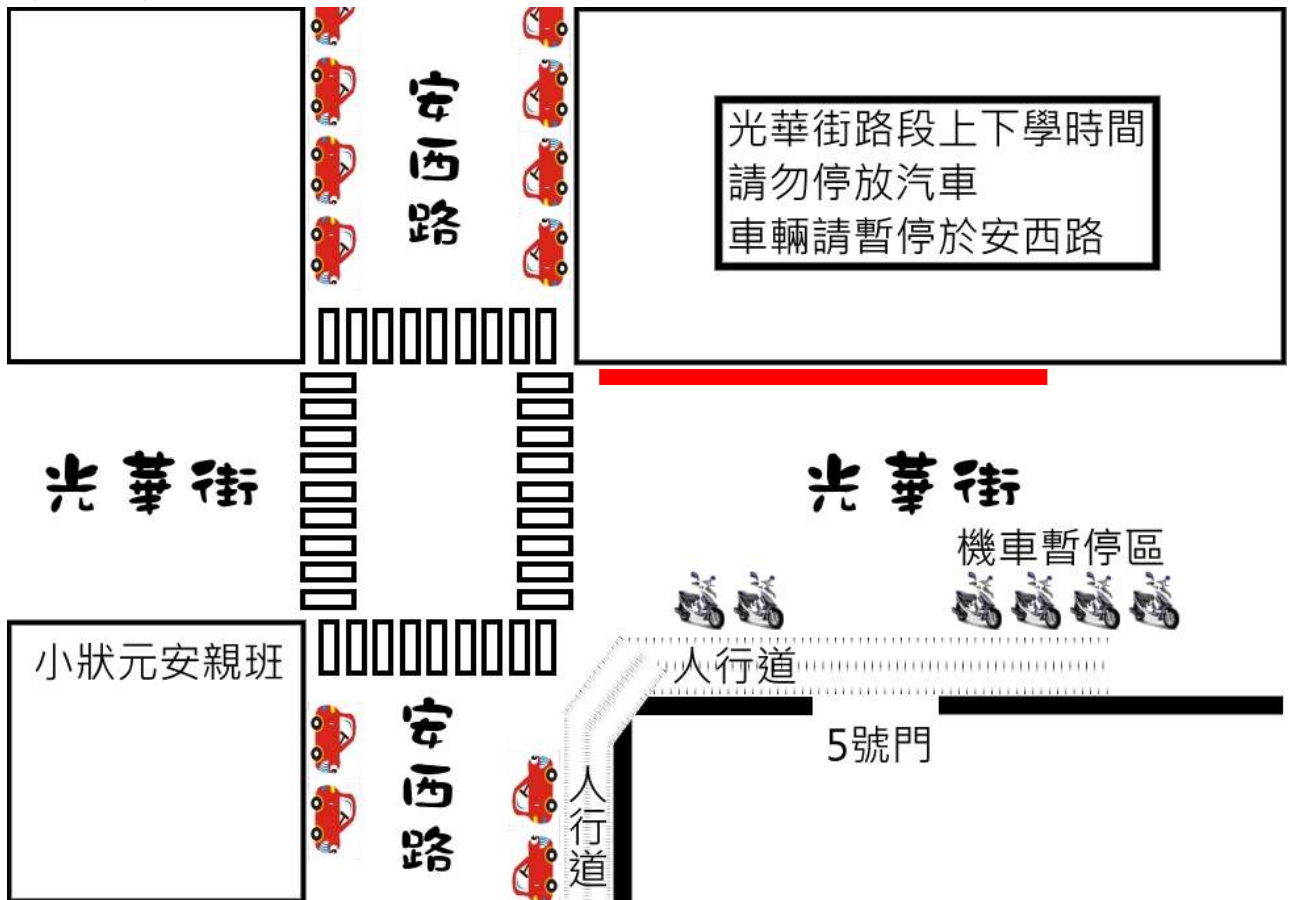 安西路
光華街路段上下學時間
請勿停放汽車
車輛請暫停於安西路
光華街
光華街
機車暫停區
小狀元安親班
人行道
5號門
安西路
人行道